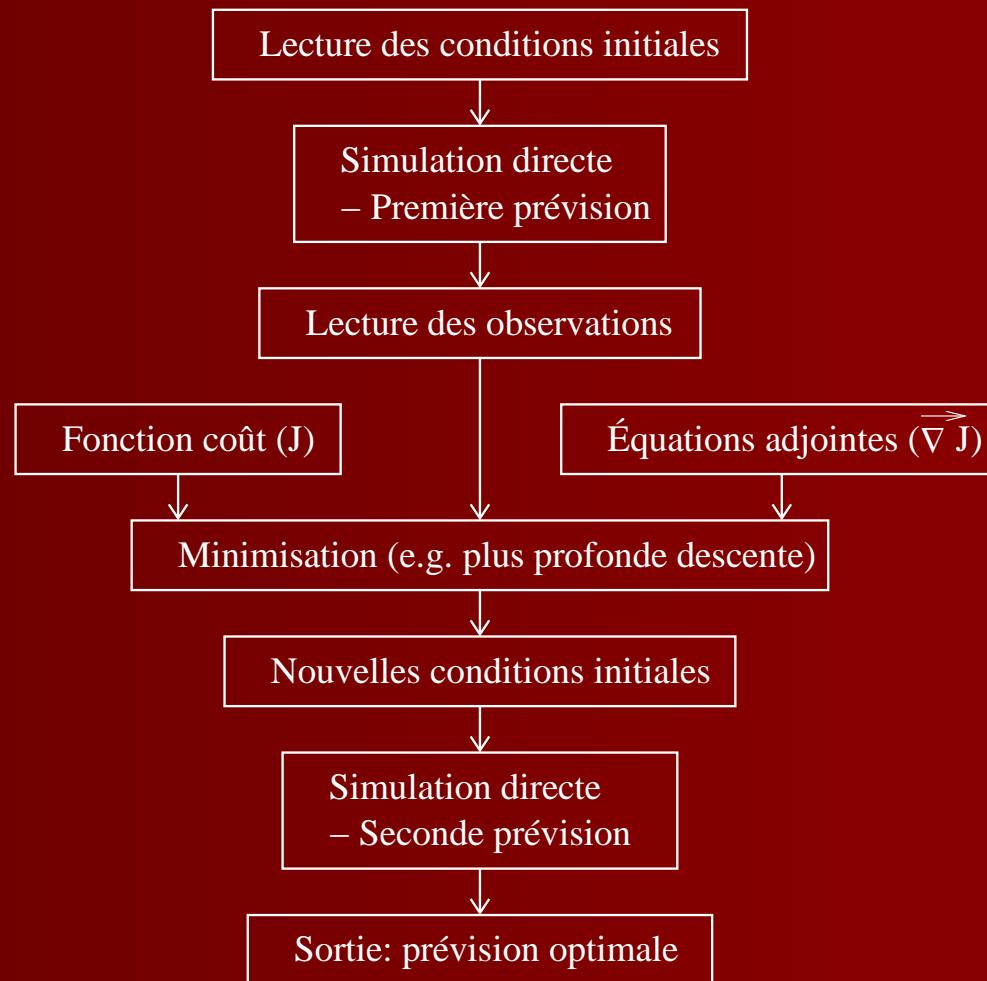 Lecture des conditions initiales
Simulation directe
– Première prévision
Lecture des observations
Fonction coût (J)
Équations adjointes (∇ J)
Minimisation (e.g. plus profonde descente)
Nouvelles conditions initiales
Simulation directe
– Seconde prévision
Sortie: prévision optimale